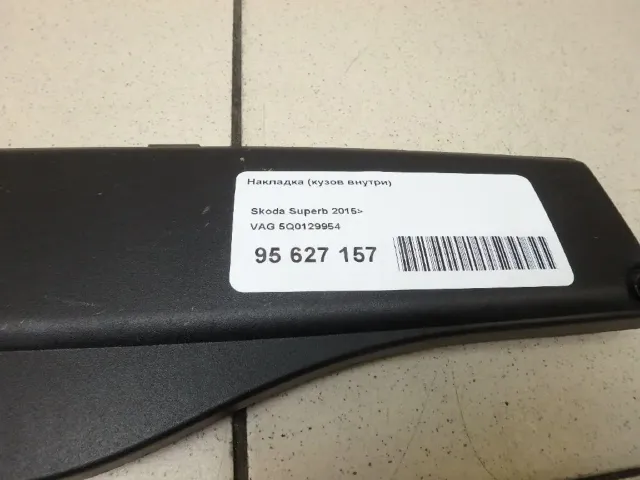 Накладка (кузов внутри)
Skoda Superb 2015>
VAG 5Q0129954
95 627 157